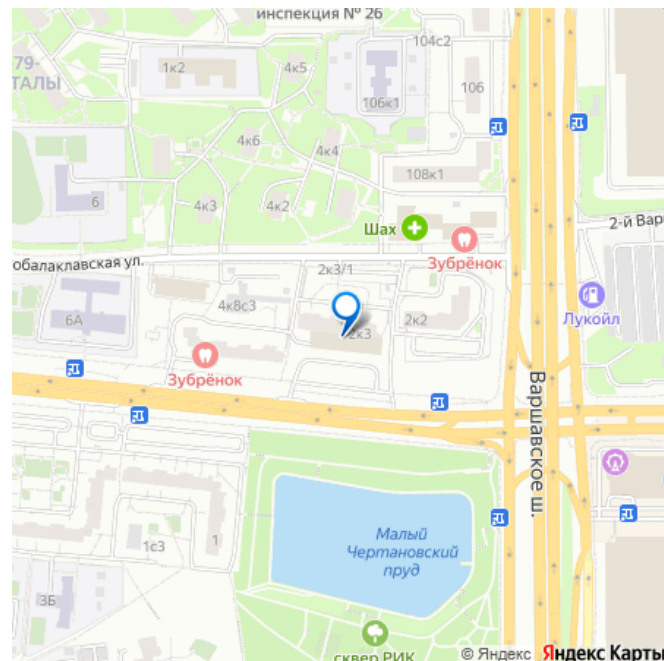 инспекция № 26
104с2
79-
ТАЛЫ
1к2
4к5
106
106к1
4к6
4к4
108к1
6
4к3
4к2
Шах
2-й Вар
Зубрёнок
обалаклавская ул.
2к3/1
4к8с3
Лукойл
6А
2к3
2к2
Зубрёнок
Варшавское ш.
Малый
Чертановский
пруд
1с3
1
3Б
сквер РИК
© Яндекс Яндекс Карты